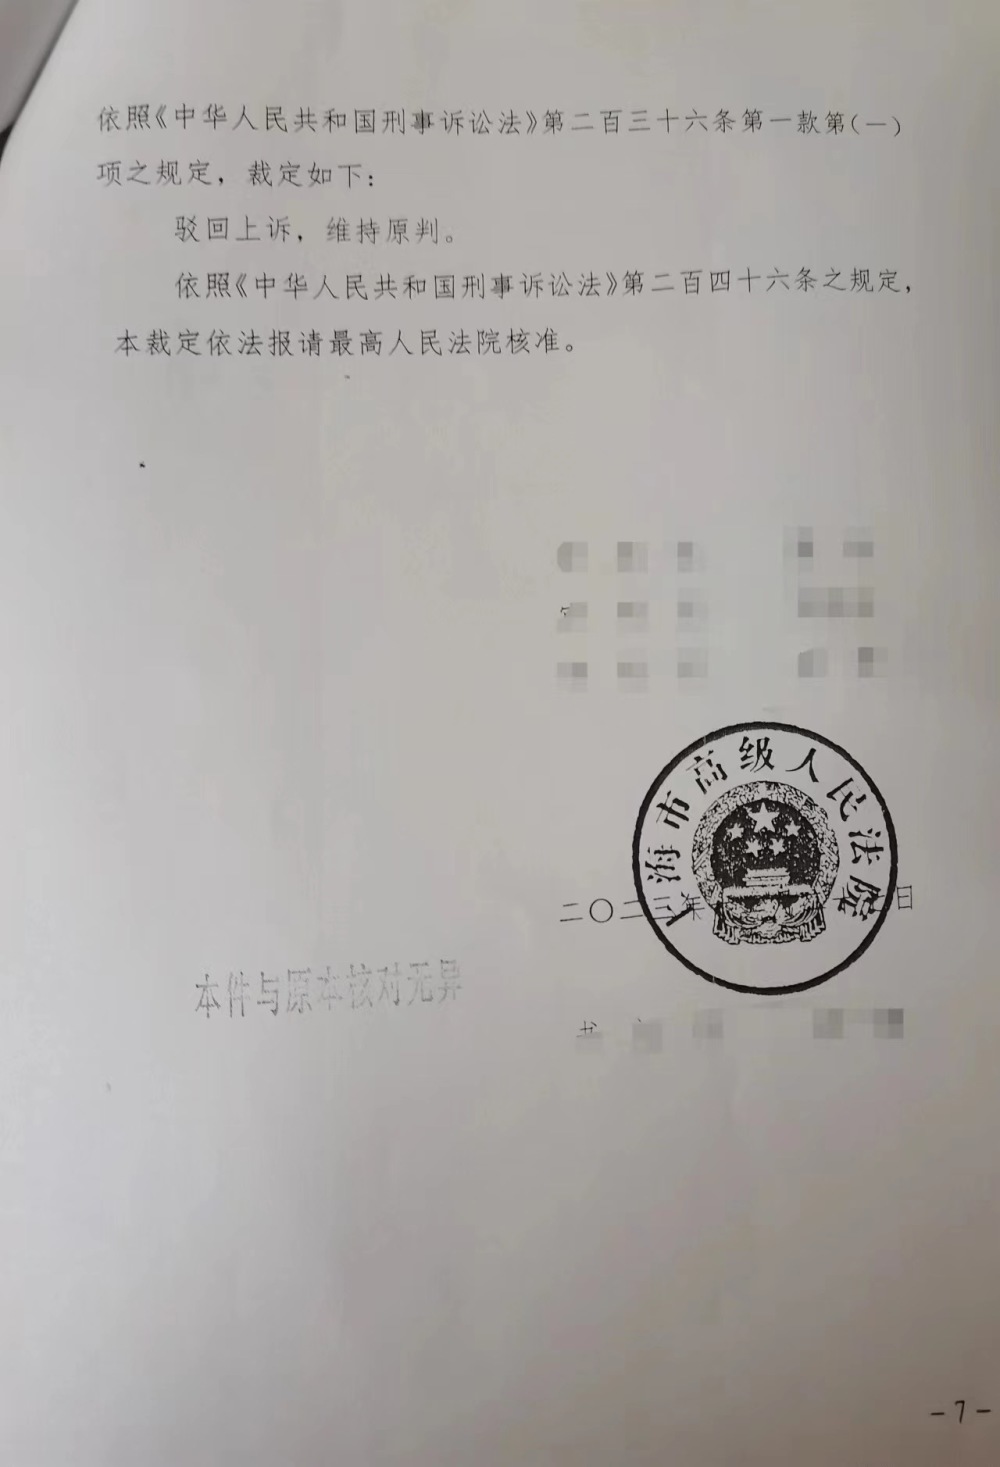 依照《中华人民共和国刑事诉讼法》第二百三十六条第一款第(一)
项之规定，裁定如下：
驳回上诉，维持原判。
依照《中华人民共和国刑事诉讼法》第二百四十六条之规定，
本裁定依法报请最高人民法院核准。
上海市高级人民法院
二〇二三年
日
本件与原本核对无异
-7-